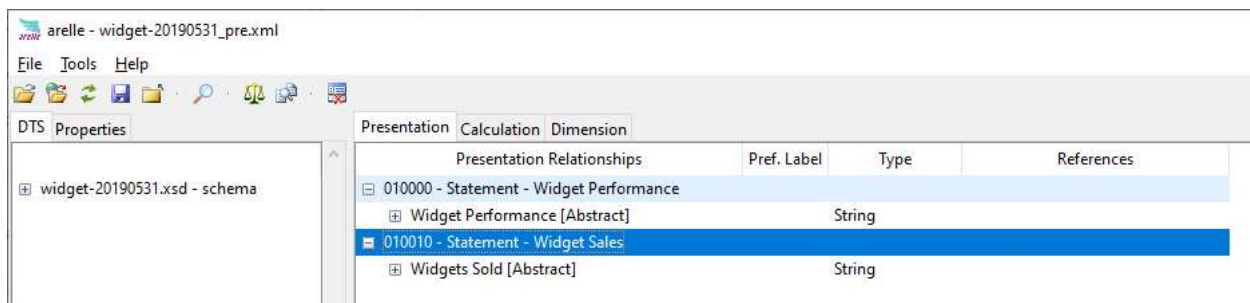 arelle arelle - widget-20190531_pre.xml
File Tools Help
DTS Properties
Presentation Calculation Dimension
Presentation Relationships Pref. Label Type References
widget-20190531.xsd - schema
010000 - Statement - Widget Performance
Widget Performance [Abstract] String
010010 - Statement - Widget Sales
Widgets Sold [Abstract] String